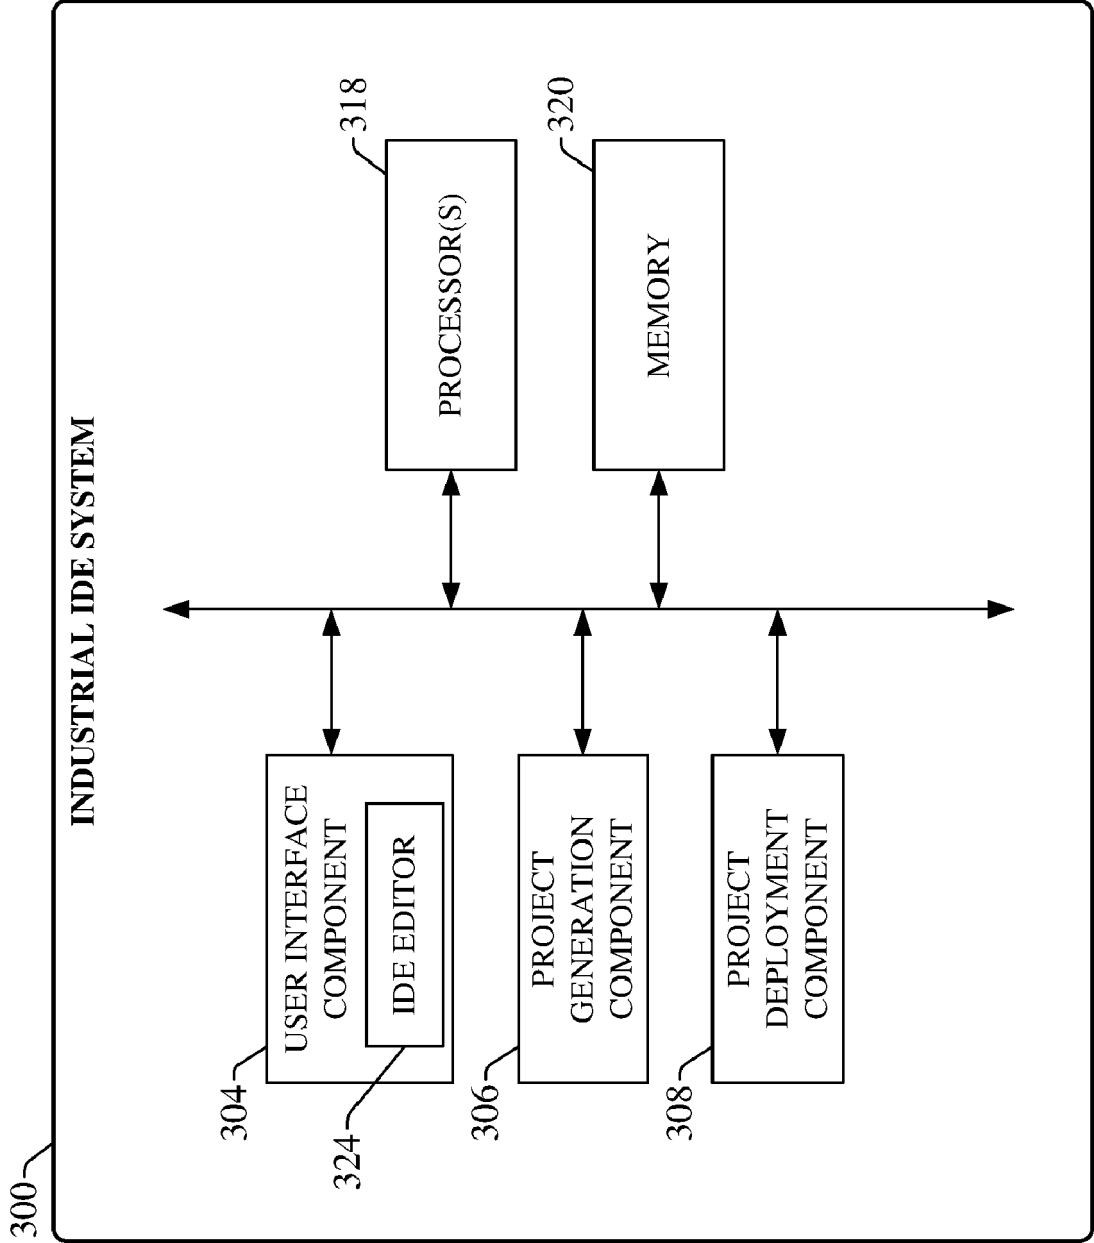 300
INDUSTRIAL IDE SYSTEM
304
USER INTERFACE
COMPONENT
324
IDE EDITOR
306
PROJECT
GENERATION
COMPONENT
308
PROJECT
DEPLOYMENT
COMPONENT
318
PROCESSOR(S)
320
MEMORY